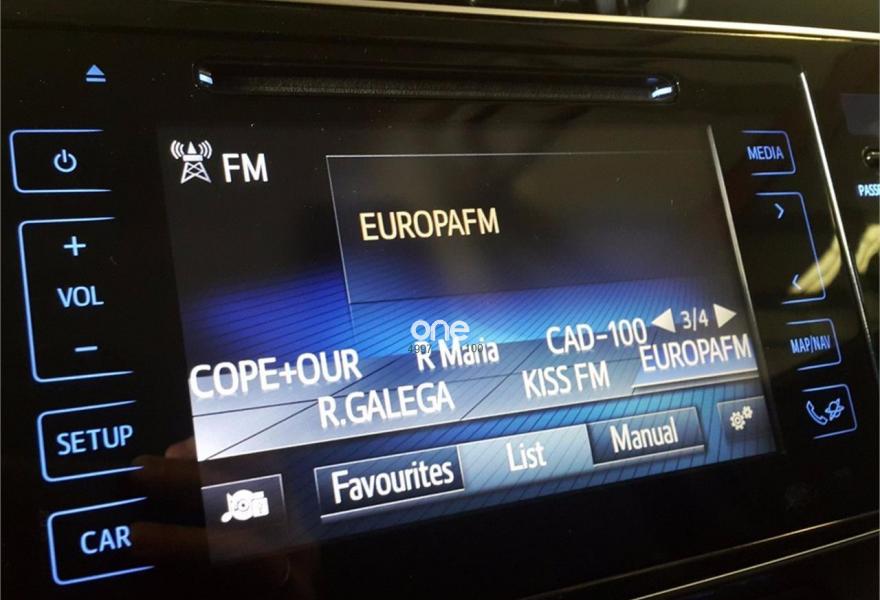 FM
MEDIA
PASSE
EUROPAFM
+
VOL
−
3/4
one
COPE+OUR
R Maria
CAD-100
MAP/NAV
R.GALEGA
KISS FM
EUROPAFM
SETUP
Favourites
List
Manual
CAR